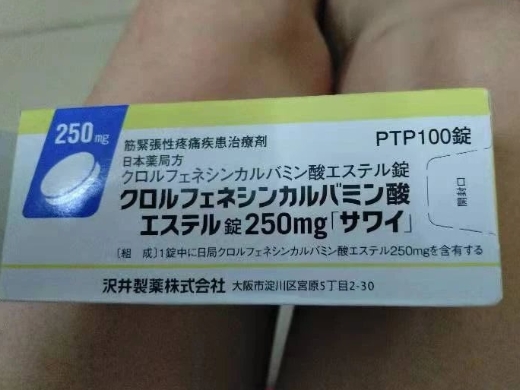 250mg
筋緊張性疼痛疾患治療剤
PTP100錠
日本薬局方
クロルフェネシンカルバミン酸エステル錠
クロルフェネシンカルバミン酸
エステル錠250mg「サワイ」
開封口
〔組 成〕1錠中に日局クロルフェネシンカルバミン酸エステル250mgを含有する
沢井製薬株式会社 大阪市淀川区宮原5丁目2-30